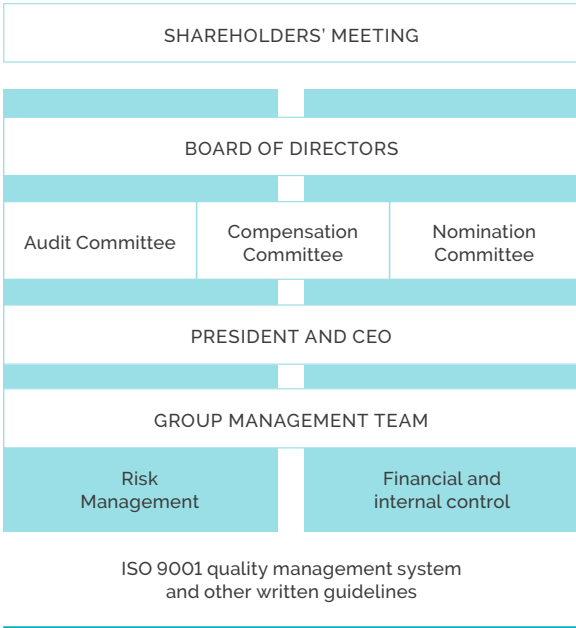 SHAREHOLDERS’ MEETING
BOARD OF DIRECTORS
Audit Committee
Compensation
Committee
Nomination
Committee
PRESIDENT AND CEO
GROUP MANAGEMENT TEAM
Risk
Management
Financial and
internal control
ISO 9001 quality management system
and other written guidelines